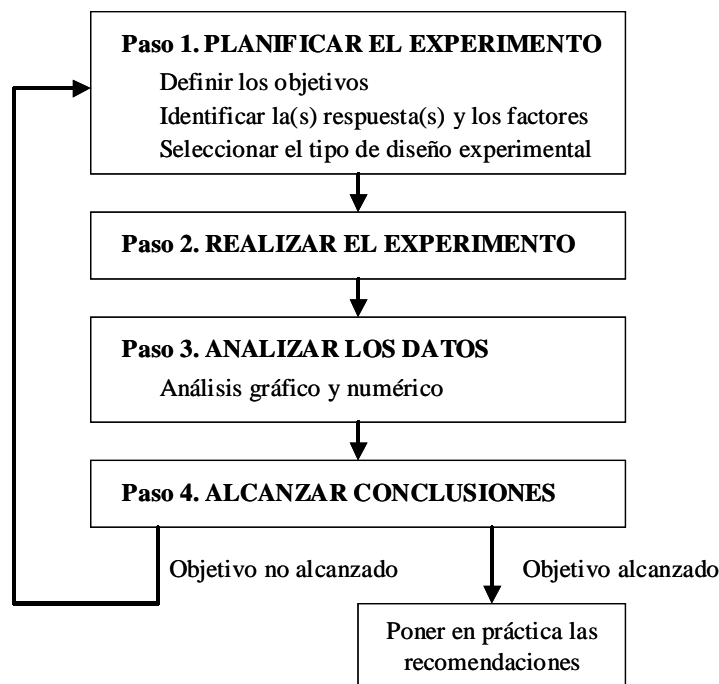 Paso 1. PLANIFICAR EL EXPERIMENTO
Definir los objetivos
Identificar la(s) respuesta(s) y los factores
Seleccionar el tipo de diseño experimental
Paso 2. REALIZAR EL EXPERIMENTO
Paso 3. ANALIZAR LOS DATOS
Análisis gráfico y numérico
Paso 4. ALCANZAR CONCLUSIONES
Objetivo no alcanzado
Objetivo alcanzado
Poner en práctica las
recomendaciones